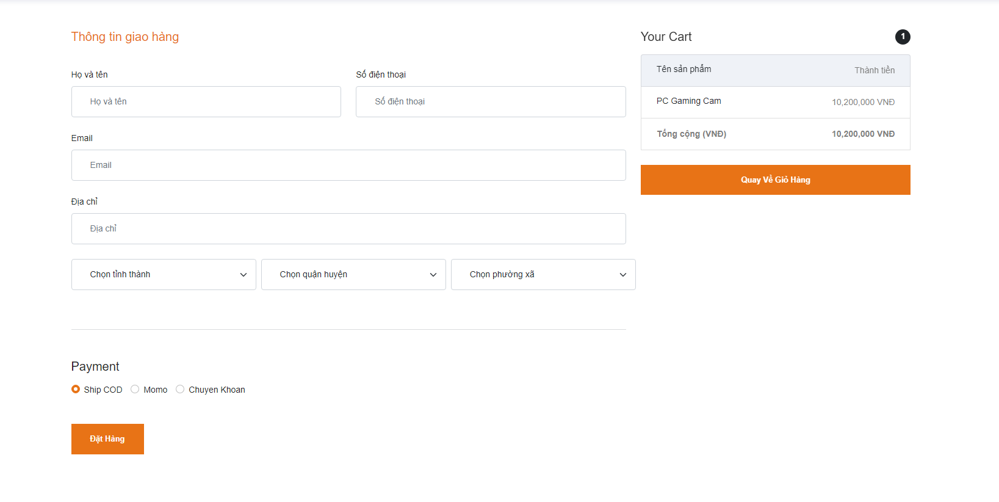 Thông tin giao hàng
Họ và tên
Số điện thoại
Họ và tên
Số điện thoại
Email
Email
Địa chỉ
Địa chỉ
Chọn tỉnh thành
Chọn quận huyện
Chọn phường xã
Payment
Ship COD
Momo
Chuyen Khoan
Đặt Hàng
Your Cart
1
Tên sản phẩm
Thành tiền
PC Gaming Cam
10,200,000 VNĐ
Tổng cộng (VNĐ)
10,200,000 VNĐ
Quay Về Giỏ Hàng